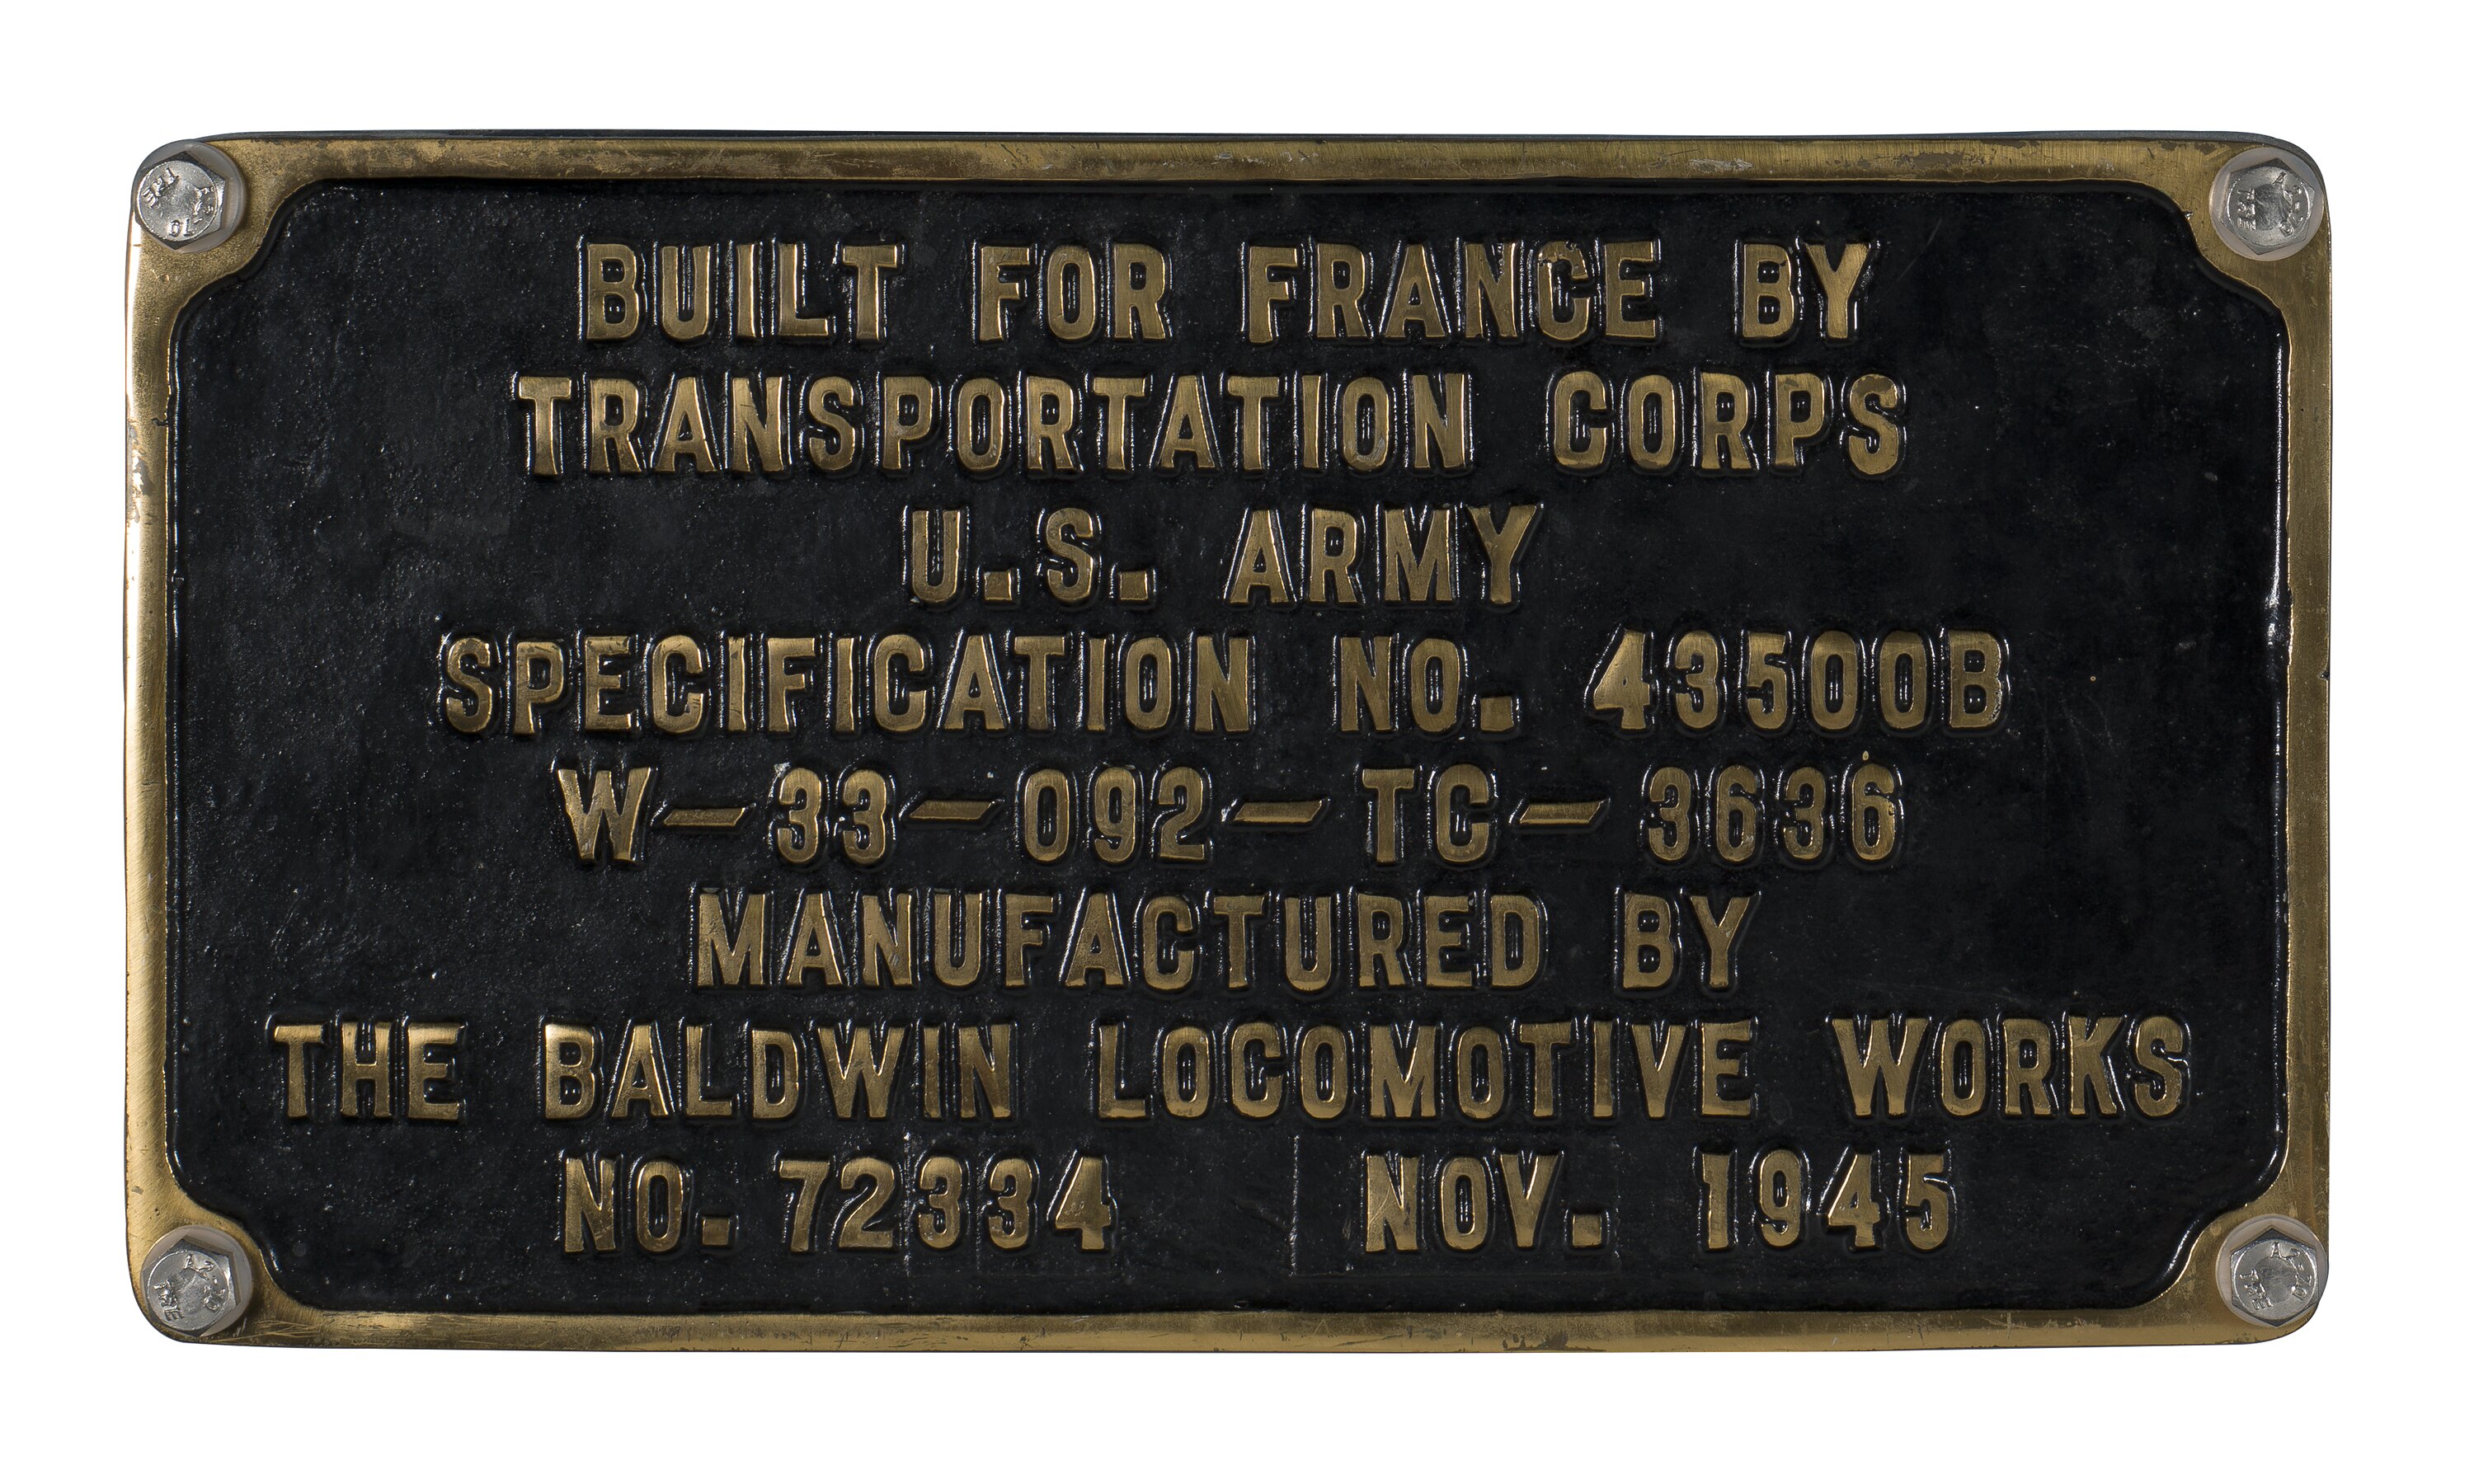 BUILT FOR FRANCE BY
TRANSPORTATION CORPS
U.S. ARMY
SPECIFICATION NO. 43500B
W-33-092-TC-3636
MANUFACTURED BY
THE BALDWIN LOCOMOTIVE WORKS
NO. 72334 NOV. 1945